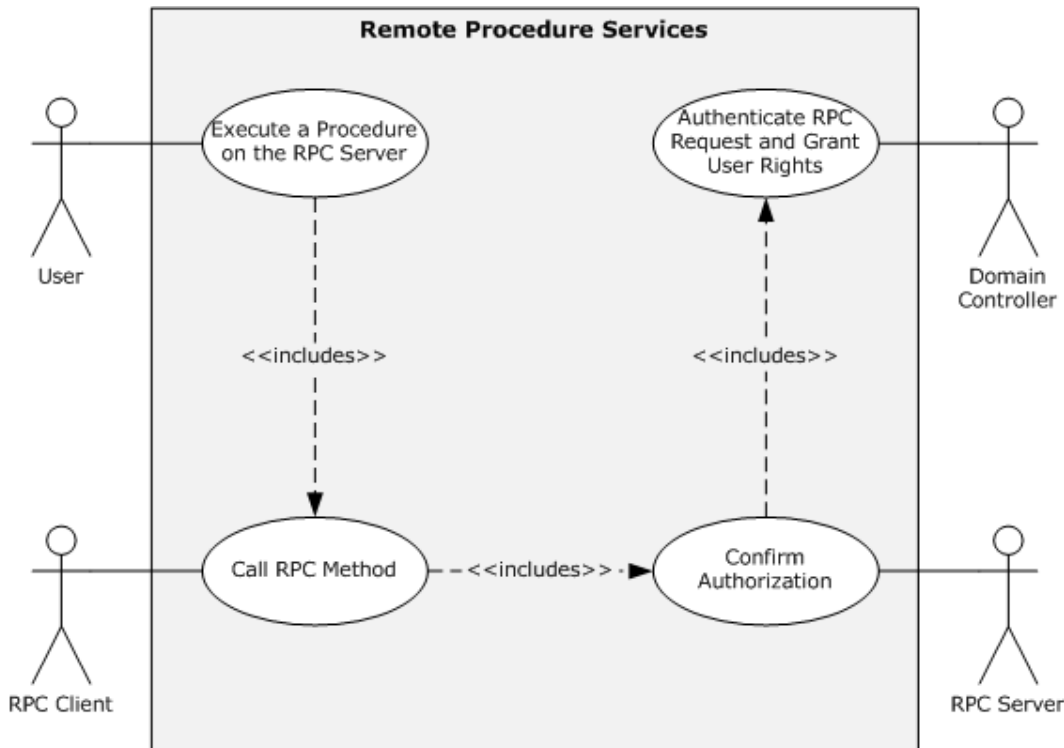 Remote Procedure Services
Execute a Procedure
on the RPC Server
Authenticate RPC
Request and Grant
User Rights
User
Domain
Controller
<<includes>>
<<includes>>
Call RPC Method
<<includes>>
Confirm
Authorization
RPC Client
RPC Server